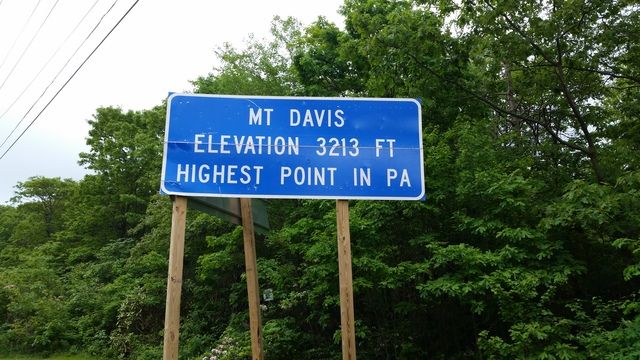 MT DAVIS
ELEVATION 3213 FT
HIGHEST POINT IN PA